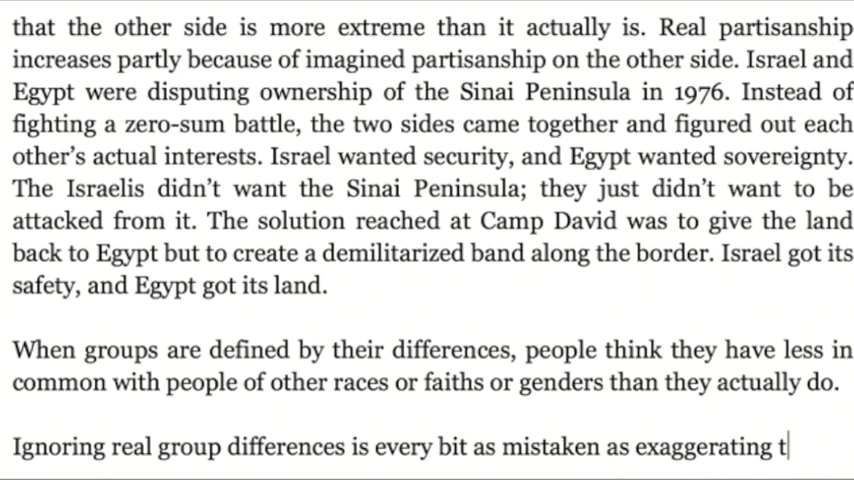 that the other side is more extreme than it actually is. Real partisanship
increases partly because of imagined partisanship on the other side. Israel and
Egypt were disputing ownership of the Sinai Peninsula in 1976. Instead of
fighting a zero-sum battle, the two sides came together and figured out each
other’s actual interests. Israel wanted security, and Egypt wanted sovereignty.
The Israelis didn’t want the Sinai Peninsula; they just didn’t want to be
attacked from it. The solution reached at Camp David was to give the land
back to Egypt but to create a demilitarized band along the border. Israel got its
safety, and Egypt got its land.
When groups are defined by their differences, people think they have less in
common with people of other races or faiths or genders than they actually do.
Ignoring real group differences is every bit as mistaken as exaggerating t